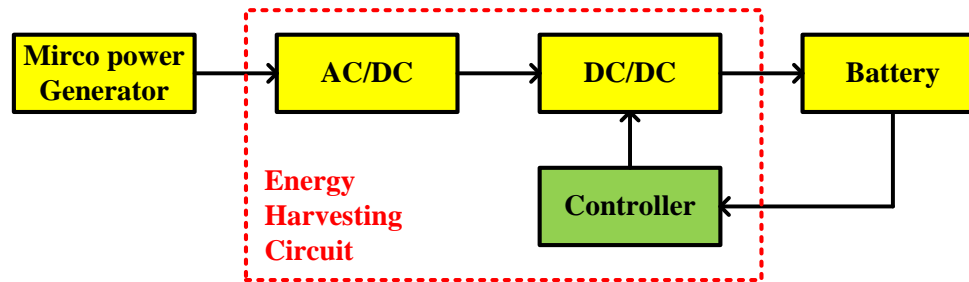 Mirco power
Generator
AC/DC
DC/DC
Battery
Energy
Harvesting
Circuit
Controller